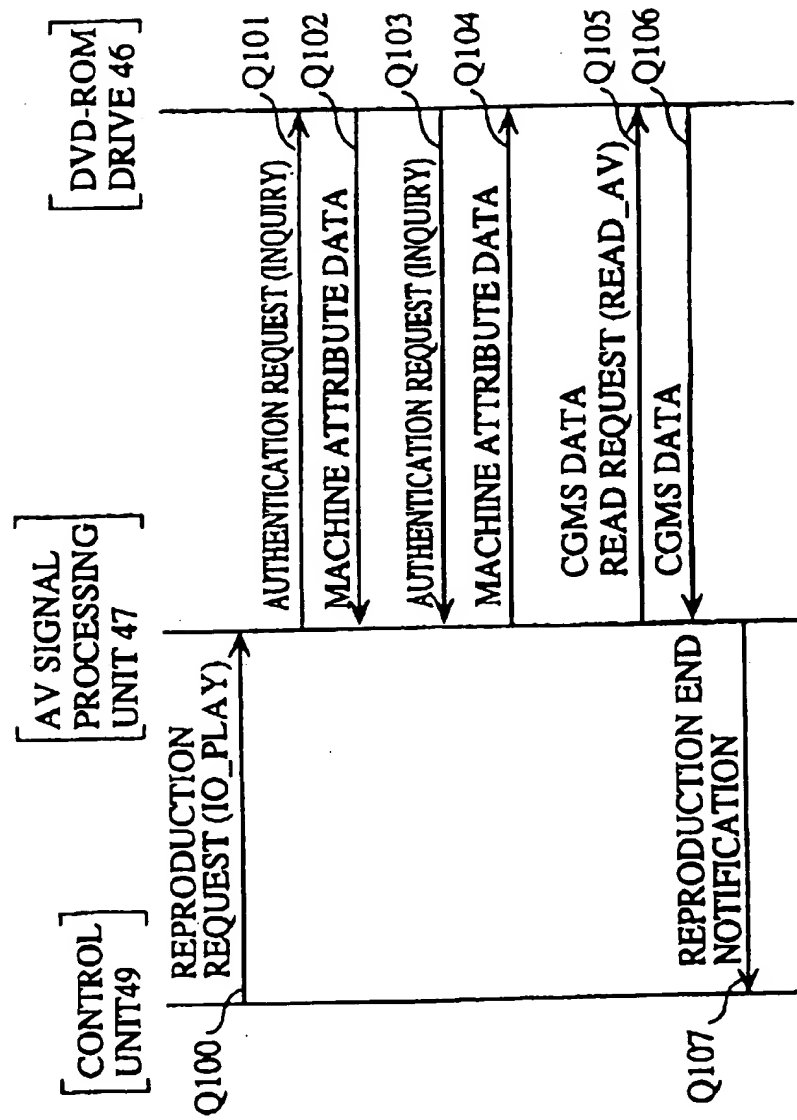 CONTROL
UNIT49
AV SIGNAL
PROCESSING
UNIT 47
DVD-ROM
DRIVE 46
Q100
REPRODUCTION
REQUEST (IO_PLAY)
AUTHENTICATION REQUEST (INQUIRY)
Q101
MACHINE ATTRIBUTE DATA
Q102
AUTHENTICATION REQUEST (INQUIRY)
Q103
MACHINE ATTRIBUTE DATA
Q104
CGMS DATA
READ REQUEST (READ_AV)
Q105
CGMS DATA
Q106
REPRODUCTION END
NOTIFICATION
Q107